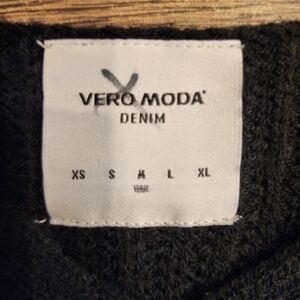 VERO MODA
DENIM
XS S M L XL